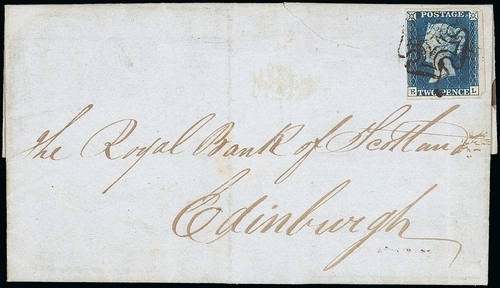 POSTAGE
TWO PENCE
The Royal Bank of Scotland
Edinburgh